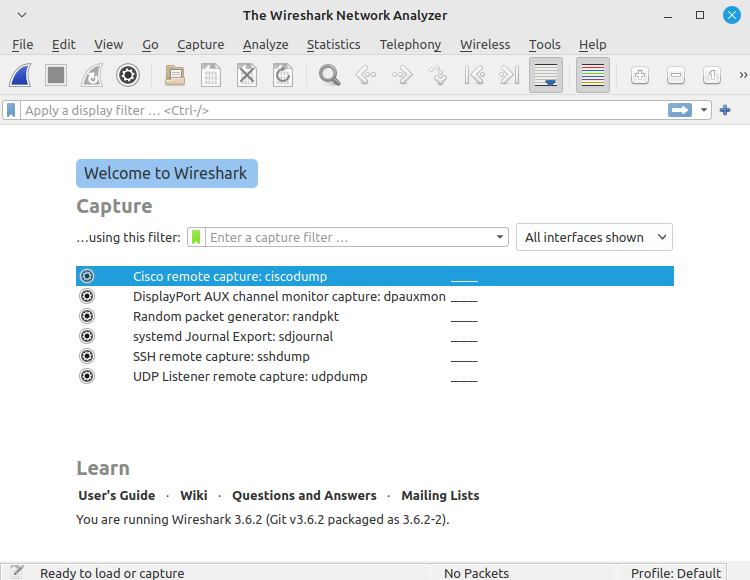 The Wireshark Network Analyzer
File Edit View Go Capture Analyze Statistics Telephony Wireless Tools Help
Apply a display filter … <Ctrl-/>
Welcome to Wireshark
Capture
…using this filter: Enter a capture filter … All interfaces shown
Cisco remote capture: ciscodump
DisplayPort AUX channel monitor capture: dpauxmon
Random packet generator: randpkt
systemd Journal Export: sdjournal
SSH remote capture: sshdump
UDP Listener remote capture: udpdump
Learn
User's Guide · Wiki · Questions and Answers · Mailing Lists
You are running Wireshark 3.6.2 (Git v3.6.2 packaged as 3.6.2-2).
Ready to load or capture No Packets Profile: Default